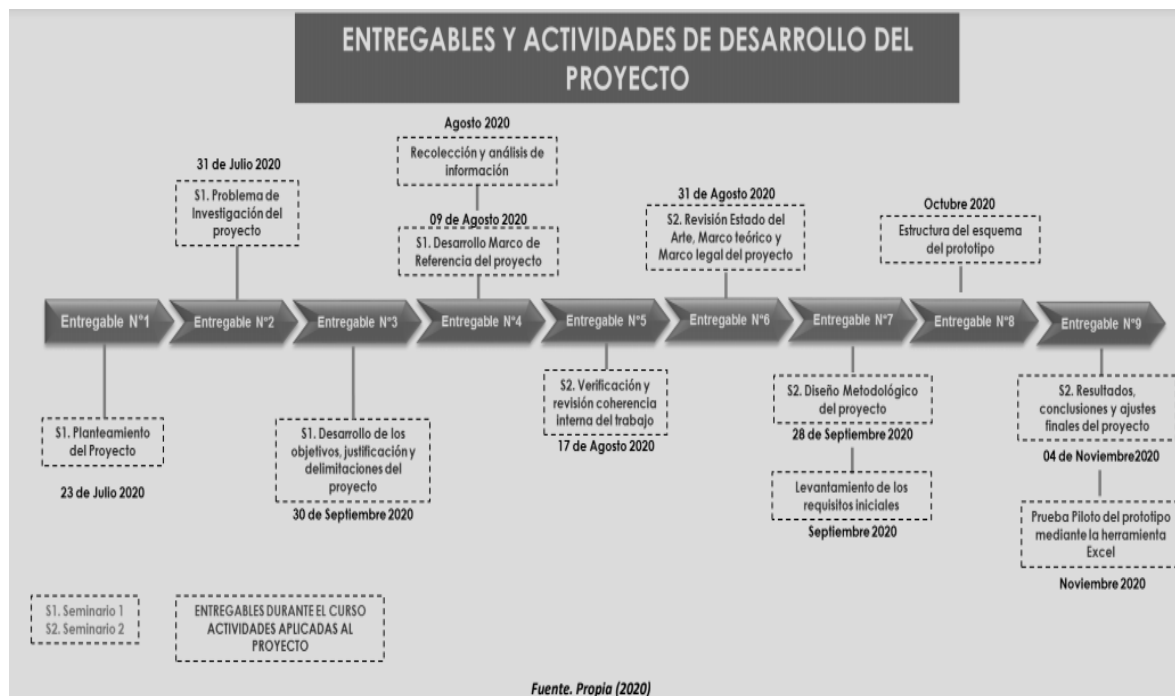 ENTREGABLES Y ACTIVIDADES DE DESARROLLO DEL
PROYECTO
Agosto 2020
Recolección y análisis de
información
31 de Julio 2020
S1. Problema de
Investigación del
proyecto
09 de Agosto 2020
S1. Desarrollo Marco de
Referencia del proyecto
31 de Agosto 2020
S2. Revisión Estado del
Arte, Marco teórico y
Marco legal del proyecto
Octubre 2020
Estructura del esquema
del prototipo
Entregable N°1
Entregable N°2
Entregable N°3
Entregable N°4
Entregable N°5
Entregable N°6
Entregable N°7
Entregable N°8
Entregable N°9
S1. Planteamiento
del Proyecto
23 de Julio 2020
S1. Desarrollo de los
objetivos, justificación y
delimitaciones del
proyecto
30 de Septiembre 2020
S2. Verificación y
revisión coherencia
interna del trabajo
17 de Agosto 2020
S2. Diseño Metodológico
del proyecto
28 de Septiembre 2020
Levantamiento de los
requisitos iniciales
Septiembre 2020
S2. Resultados,
conclusiones y ajustes
finales del proyecto
04 de Noviembre2020
Prueba Piloto del prototipo
mediante la herramienta
Excel
Noviembre 2020
S1. Seminario 1
S2. Seminario 2
ENTREGABLES DURANTE EL CURSO
ACTIVIDADES APLICADAS AL
PROYECTO
Fuente. Propia (2020)